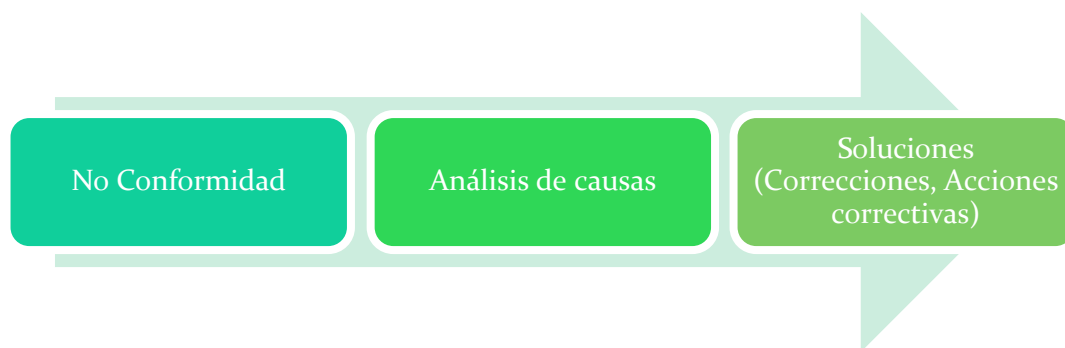 No Conformidad
Análisis de causas
Soluciones
(Correcciones, Acciones
correctivas)